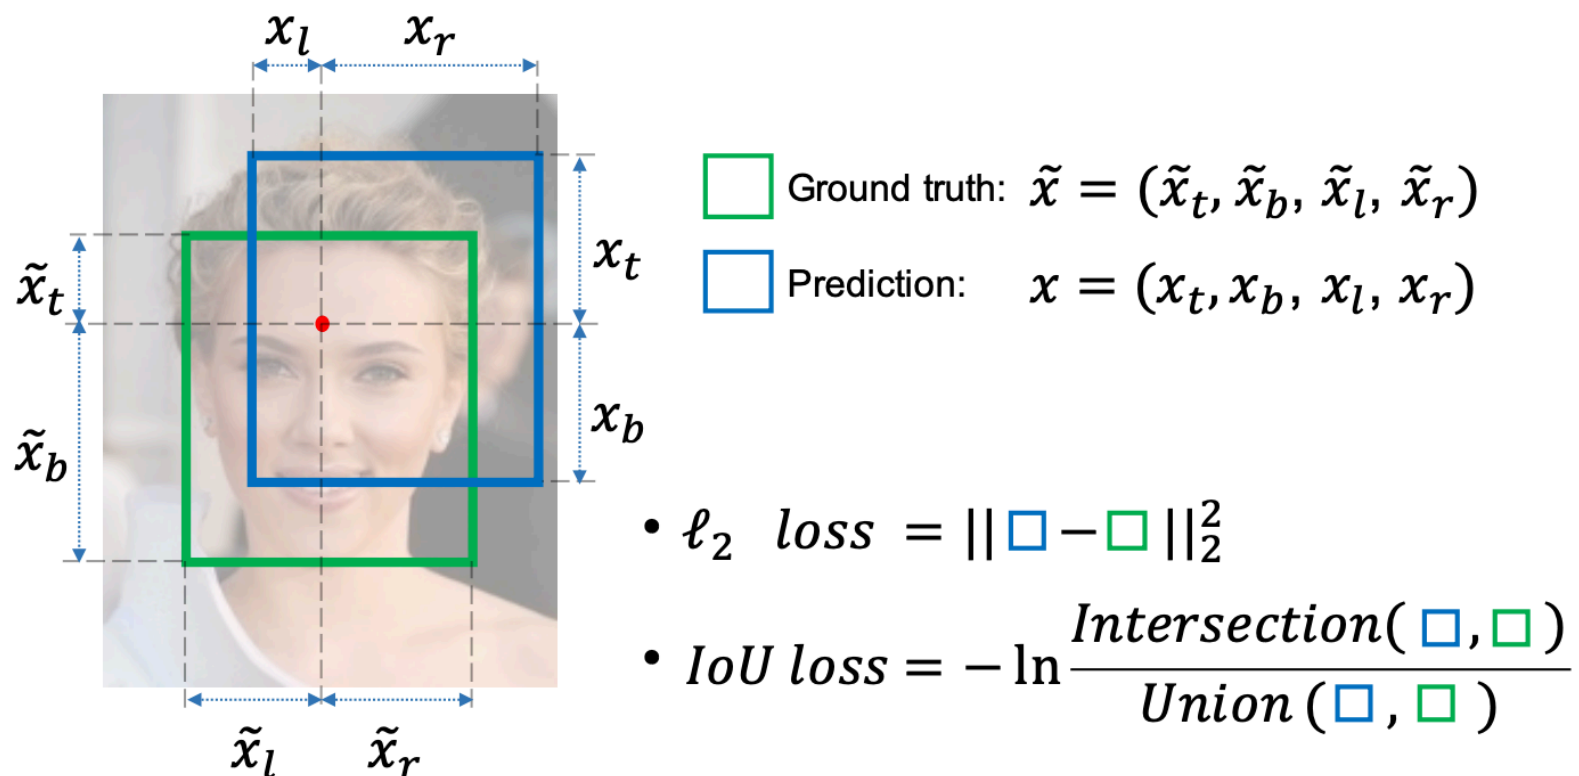 x_l x_r
Ground truth: x̃ = (x̃_t, x̃_b, x̃_l, x̃_r)
x_t
x̃_t
Prediction: x = (x_t, x_b, x_l, x_r)
x_b
x̃_b
• ℓ_2 loss = ||□ − □||_2^2
• IoU loss = − ln Intersection(□, □) / Union(□, □)
x̃_l x̃_r